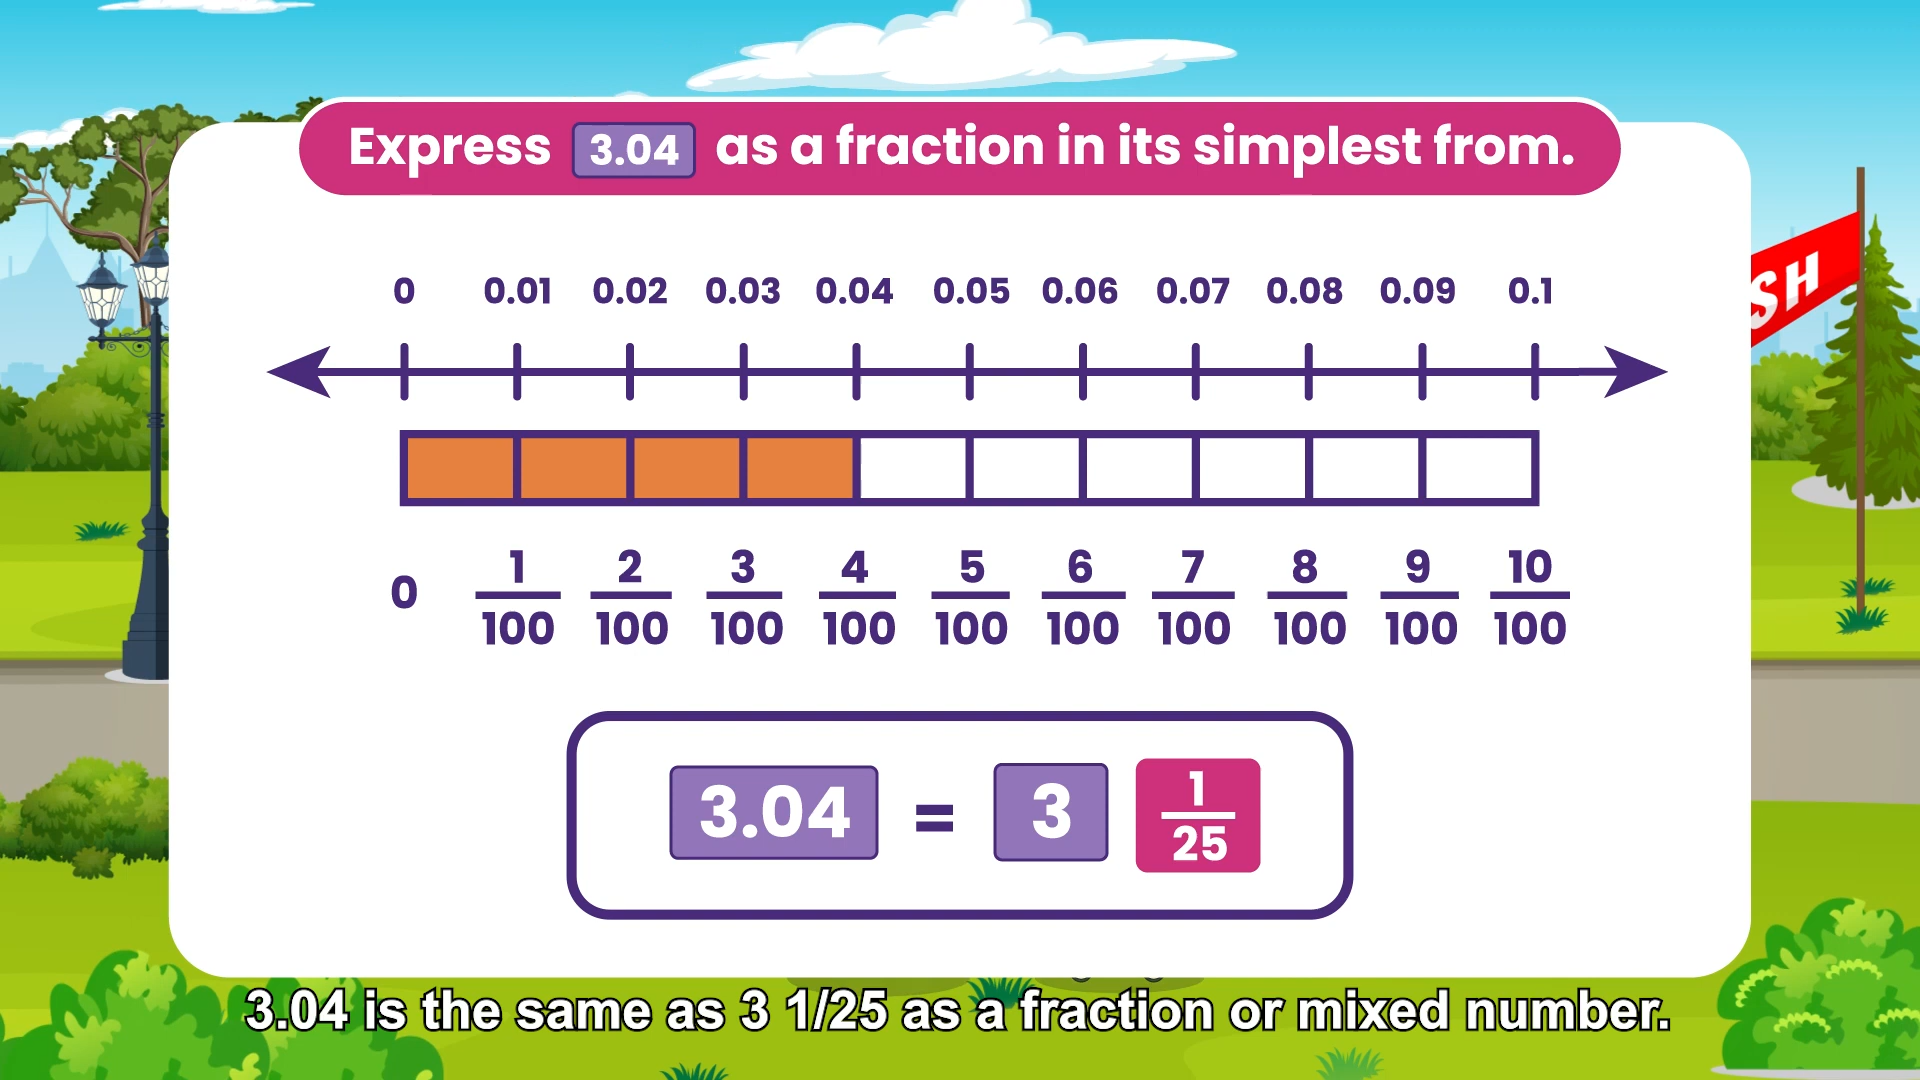 Express 3.04 as a fraction in its simplest from.
0 0.01 0.02 0.03 0.04 0.05 0.06 0.07 0.08 0.09 0.1
SH
0 1/100 2/100 3/100 4/100 5/100 6/100 7/100 8/100 9/100 10/100
3.04 = 3 1/25
3.04 is the same as 3 1/25 as a fraction or mixed number.